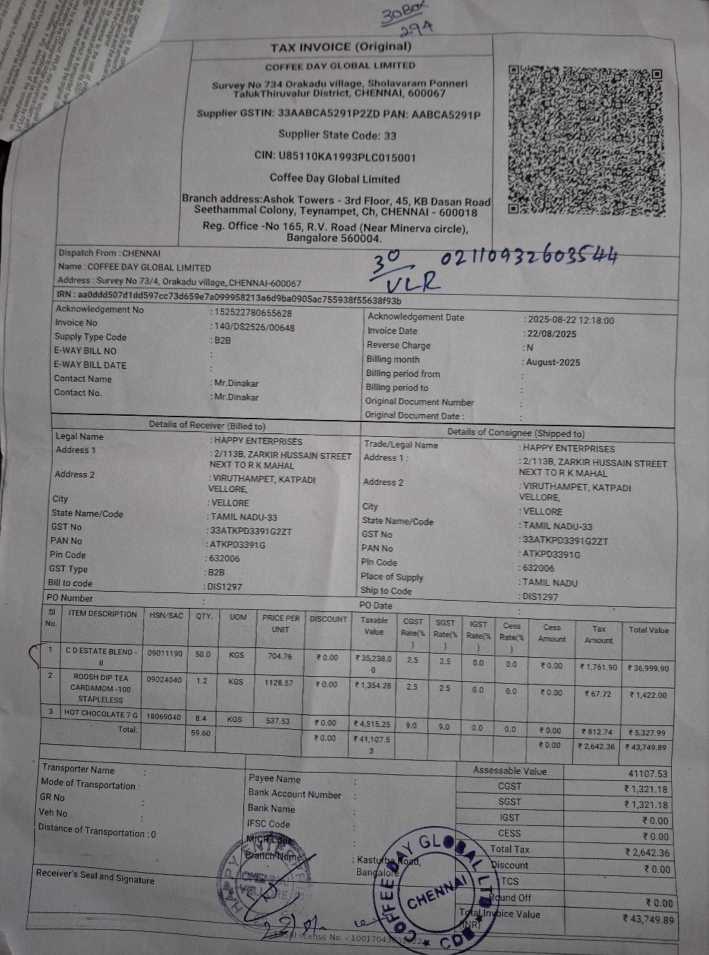 30Box
294
TAX INVOICE (Original)
COFFEE DAY GLOBAL LIMITED
Survey No 734 Orakadu village, Sholavaram Ponneri
TalukThiruvalur District, CHENNAI, 600067
Supplier GSTIN: 33AABCA5291P2ZD PAN: AABCA5291P
Supplier State Code: 33
CIN: U85110KA1993PLC015001
Coffee Day Global Limited
Branch address:Ashok Towers - 3rd Floor, 45, KB Dasan Road
Seethammal Colony, Teynampet, Ch, CHENNAI - 600018
Reg. Office -No 165, R.V. Road (Near Minerva circle),
Bangalore 560004.
Dispatch From :CHENNAI
Name : COFFEE DAY GLOBAL LIMITED
Address : Survey No 73/4, Orakadu village, CHENNAI-600067
30 02110932603544
VLR
IRN : aa0ddd507d1dd597cc73d659e7a099958213a6d9ba0905ac755938f55638f93b
Acknowledgement No :152522780655628 Acknowledgement Date : 2025-08-22 12:18:00
Invoice No :140/DS2526/00648 Invoice Date : 22/08/2025
Supply Type Code : B2B Reverse Charge :N
E-WAY BILL NO : Billing month : August-2025
E-WAY BILL DATE : Billing period from :
Contact Name : Mr.Dinakar Billing period to :
Contact No. : Mr.Dinakar Original Document Number :
Original Document Date : :
Details of Receiver (Billed to) Details of Consignee (Shipped to)
Legal Name : HAPPY ENTERPRISES Trade/Legal Name : HAPPY ENTERPRISES
Address 1 : 2/113B, ZARKIR HUSSAIN STREET Address 1 : : 2/113B, ZARKIR HUSSAIN STREET
NEXT TO R K MAHAL NEXT TO R K MAHAL
Address 2 : VIRUTHAMPET, KATPADI Address 2 : VIRUTHAMPET, KATPADI
VELLORE, VELLORE,
City : VELLORE City : VELLORE
State Name/Code : TAMIL NADU-33 State Name/Code : TAMIL NADU-33
GST No : 33ATKPD3391G2ZT GST No : 33ATKPD3391G2ZT
PAN No : ATKPD3391G PAN No : ATKPD3391G
Pin Code : 632006 Pin Code : 632006
GST Type : B2B Place of Supply : TAMIL NADU
Bill to code : DIS1297 Ship to Code : DIS1297
PO Number : PO Date :
Sl No. ITEM DESCRIPTION HSN/SAC QTY. UOM PRICE PER UNIT DISCOUNT Taxable Value CGST Rate(%) SGST Rate(%) IGST Rate(%) Cess Rate(%) Cess Amount Tax Amount Total Value
1 C D ESTATE BLEND - 8 09011190 50.0 KGS 704.76 ₹ 0.00 ₹ 35,238.00 2.5 2.5 0.0 0.0 ₹ 0.00 ₹ 1,761.90 ₹ 36,999.90
2 ROOSH DIP TEA CARDAMOM -100 STAPLELESS 09024040 1.2 KGS 1128.57 ₹ 0.00 ₹ 1,354.28 2.5 2.5 0.0 0.0 ₹ 0.00 ₹ 67.72 ₹ 1,422.00
3 HOT CHOCOLATE 7 G 18069040 8.4 KGS 537.53 ₹ 0.00 ₹ 4,515.25 9.0 9.0 0.0 0.0 ₹ 0.00 ₹ 812.74 ₹ 5,327.99
Total: 59.60 ₹ 0.00 ₹ 41,107.53 ₹ 0.00 ₹ 2,642.36 ₹ 43,749.89
Transporter Name : Payee Name : Assessable Value 41107.53
Mode of Transportation : Bank Account Number : CGST ₹ 1,321.18
GR No : Bank Name : SGST ₹ 1,321.18
Veh No : IFSC Code IGST ₹ 0.00
Distance of Transportation : 0 CESS ₹ 0.00
Branch Name : Kasturba Road, Bangalore Total Tax ₹ 2,642.36
Discount ₹ 0.00
TCS
Round Off ₹ 0.00
Total Invoice Value (INR) ₹ 43,749.89
Receiver's Seal and Signature
HAPPY
VELLORE
COFFEE DAY GLOBAL LTD
CHENNAI